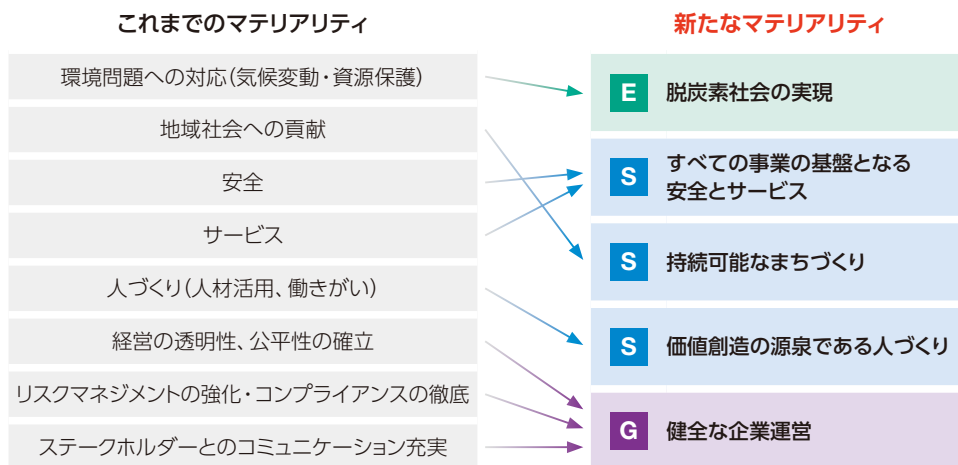 これまでのマテリアリティ
環境問題への対応(気候変動・資源保護)
地域社会への貢献
安全
サービス
人づくり(人材活用、働きがい)
経営の透明性、公平性の確立
リスクマネジメントの強化・コンプライアンスの徹底
ステークホルダーとのコミュニケーション充実
新たなマテリアリティ
E 脱炭素社会の実現
S すべての事業の基盤となる
安全とサービス
S 持続可能なまちづくり
S 価値創造の源泉である人づくり
G 健全な企業運営